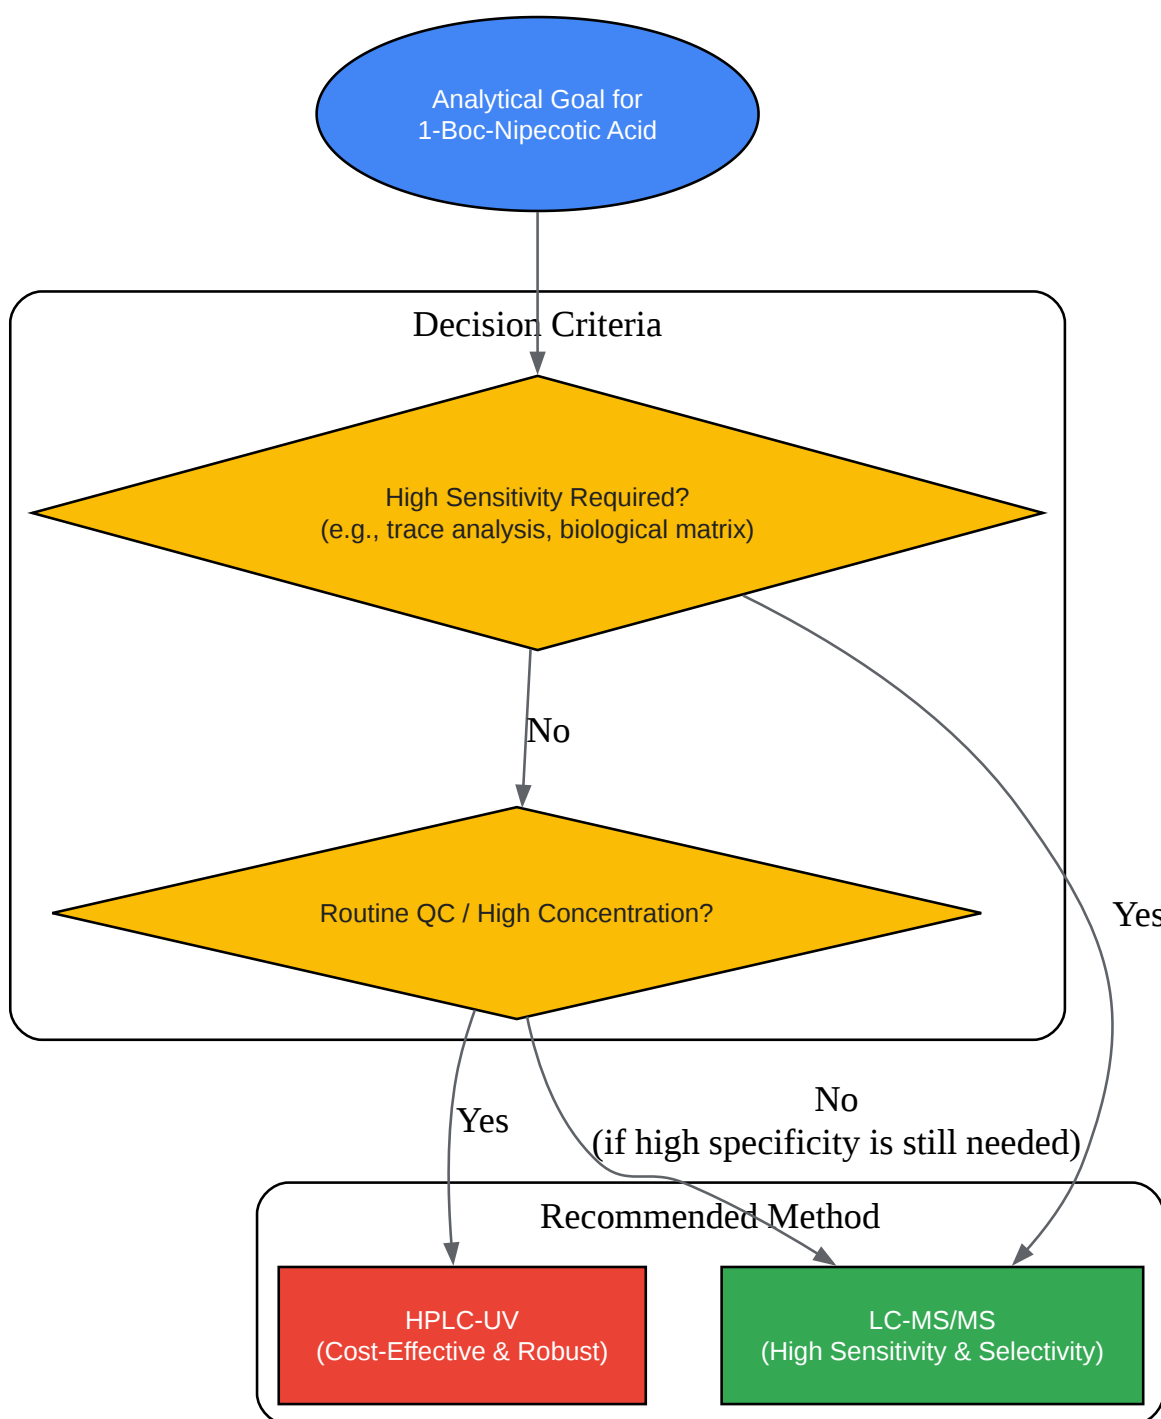 Analytical Goal for
1-Boc-Nipecotic Acid
Decision Criteria
High Sensitivity Required?
(e.g., trace analysis, biological matrix)
No
Routine QC / High Concentration?
Yes
Yes
No
(if high specificity is still needed)
Recommended Method
HPLC-UV
(Cost-Effective & Robust)
LC-MS/MS
(High Sensitivity & Selectivity)